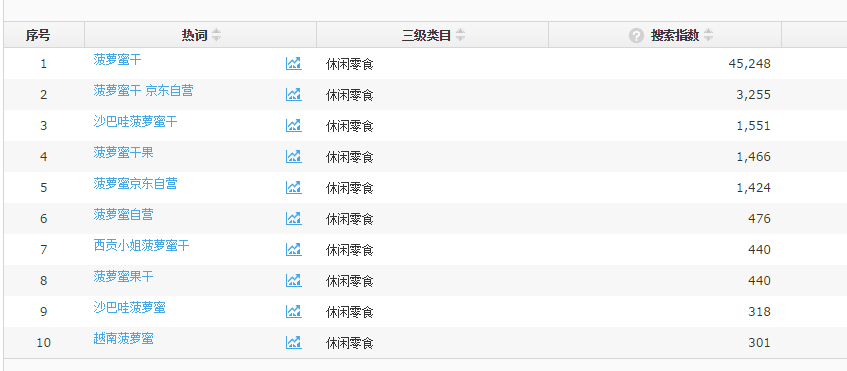 序号 热词 三级类目 ? 搜索指数
1 菠萝蜜干 休闲零食 45,248
2 菠萝蜜干 京东自营 休闲零食 3,255
3 沙巴哇菠萝蜜干 休闲零食 1,551
4 菠萝蜜干果 休闲零食 1,466
5 菠萝蜜京东自营 休闲零食 1,424
6 菠萝蜜自营 休闲零食 476
7 西贡小姐菠萝蜜干 休闲零食 440
8 菠萝蜜果干 休闲零食 440
9 沙巴哇菠萝蜜 休闲零食 318
10 越南菠萝蜜 休闲零食 301